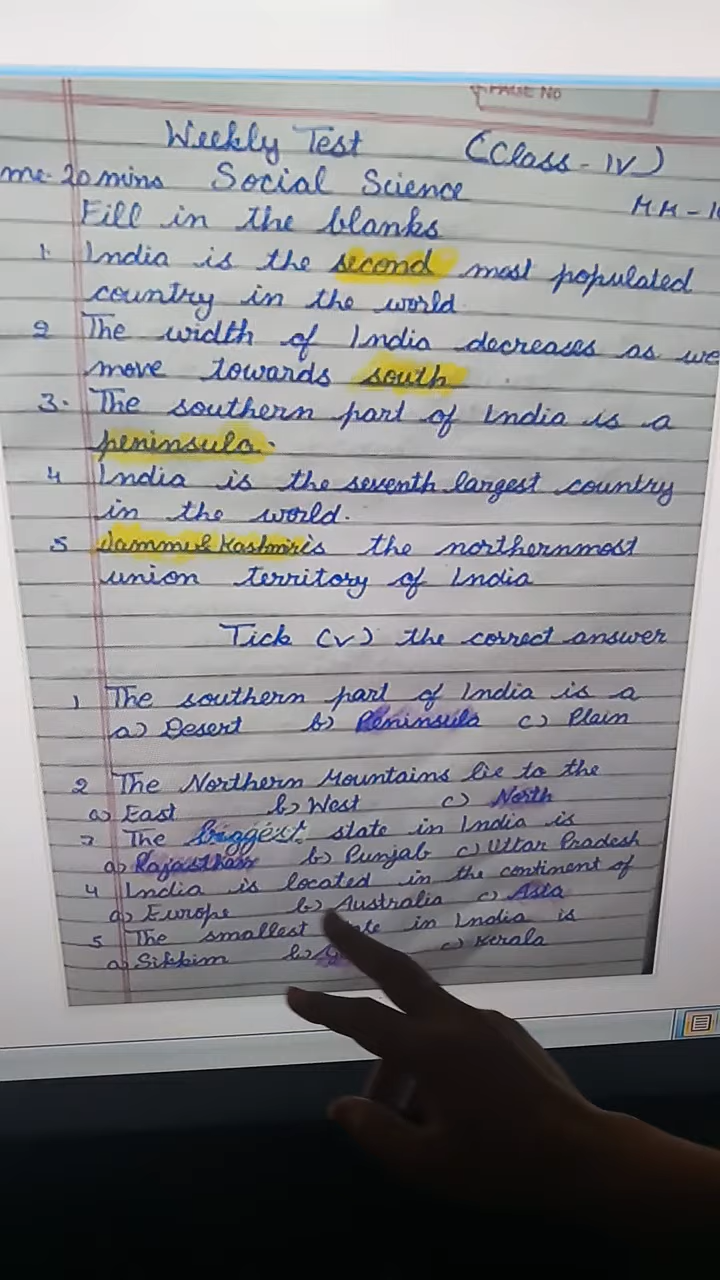 PAGE NO
Weekly Test (Class - IV)
me- 20 mins Social Science MM - 1
Fill in the blanks
1. India is the second most populated
country in the world.
2 The width of India decreases as we
move towards south.
3. The southern part of India is a
peninsula.
4 India is the seventh largest country
in the world.
5 Jammu & Kashmir is the northernmost
union territory of India
Tick (✓) the correct answer
1 The southern part of India is a
a) Desert b) Peninsula c) Plain
2 The Northern Mountains lie to the
a) East b) West c) North
3 The biggest state in India is
a) Rajasthan b) Punjab c) Uttar Pradesh
4 India is located in the continent of
a) Europe b) Australia c) Asia
5 The smallest in India is
a) Sikkim b) c) Kerala